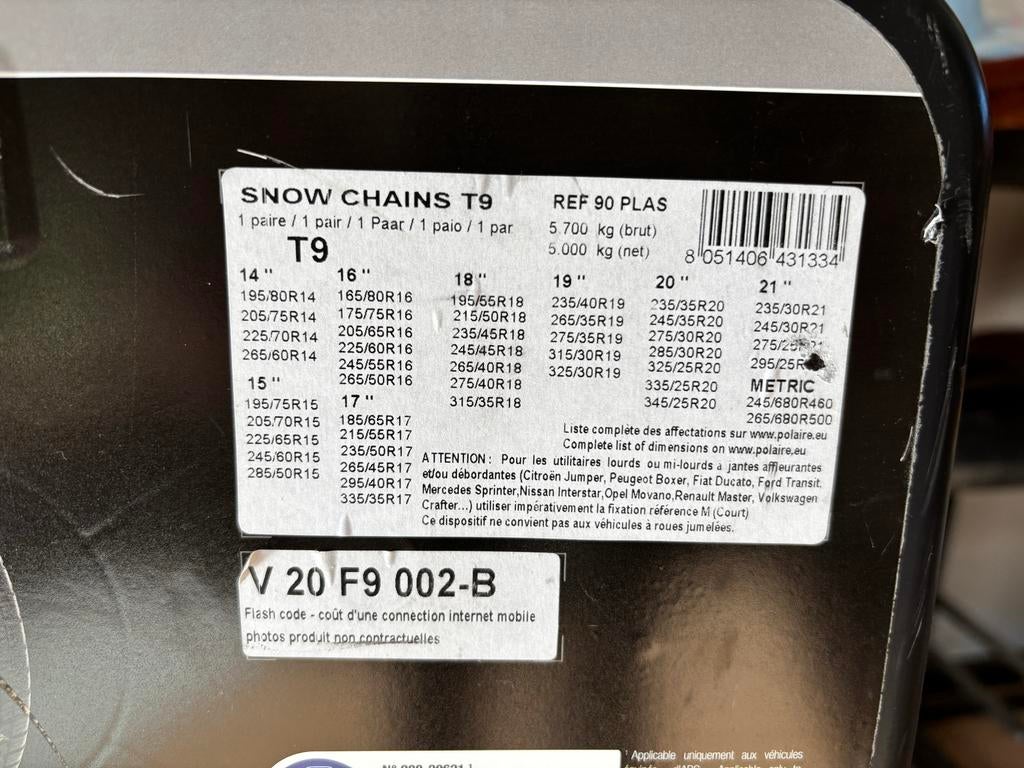 SNOW CHAINS T9
1 paire / 1 pair / 1 Paar / 1 paio / 1 par
T9
REF 90 PLAS
5.700 kg (brut)
5.000 kg (net)
8 051406 431334
14 "
195/80R14
205/75R14
225/70R14
265/60R14
15 "
195/75R15
205/70R15
225/65R15
245/60R15
285/50R15
16 "
165/80R16
175/75R16
205/65R16
225/60R16
245/55R16
265/50R16
17 "
185/65R17
215/55R17
235/50R17
265/45R17
295/40R17
335/35R17
18 "
195/55R18
215/50R18
235/45R18
245/45R18
265/40R18
275/40R18
315/35R18
19 "
235/40R19
265/35R19
275/35R19
315/30R19
325/30R19
20 "
235/35R20
245/35R20
275/30R20
285/30R20
325/25R20
335/25R20
345/25R20
21 "
235/30R21
245/30R21
METRIC
245/680R460
265/680R500
Liste complète des affectations sur www.polaire.eu
Complete list of dimensions on www.polaire.eu
ATTENTION : Pour les utilitaires lourds ou mi-lourds à jantes affleurantes
et/ou débordantes (Citroën Jumper, Peugeot Boxer, Fiat Ducato, Ford Transit,
Mercedes Sprinter,Nissan Interstar,Opel Movano,Renault Master, Volkswagen
Crafter...) utiliser impérativement la fixation référence M (Court)
Ce dispositif ne convient pas aux véhicules à roues jumelées.
V 20 F9 002-B
Flash code - coût d'une connection internet mobile
photos produit non contractuelles
¹ Applicable uniquement aux véhicules